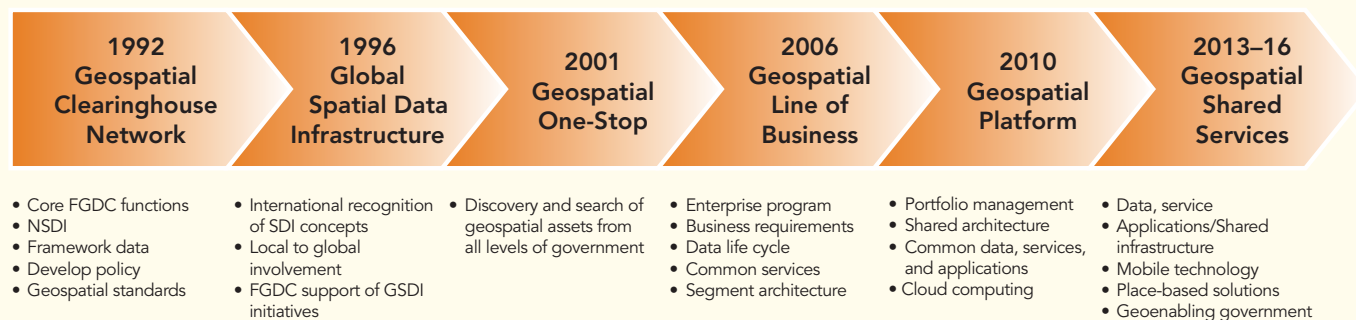 1992
Geospatial
Clearinghouse
Network
1996
Global
Spatial Data
Infrastructure
2001
Geospatial
One-Stop
2006
Geospatial
Line of
Business
2010
Geospatial
Platform
2013–16
Geospatial
Shared
Services
• Core FGDC functions
• NSDI
• Framework data
• Develop policy
• Geospatial standards
• International recognition
of SDI concepts
• Local to global
involvement
• FGDC support of GSDI
initiatives
• Discovery and search of
geospatial assets from
all levels of government
• Enterprise program
• Business requirements
• Data life cycle
• Common services
• Segment architecture
• Portfolio management
• Shared architecture
• Common data, services,
and applications
• Cloud computing
• Data, service
• Applications/Shared
infrastructure
• Mobile technology
• Place-based solutions
• Geoenabling government